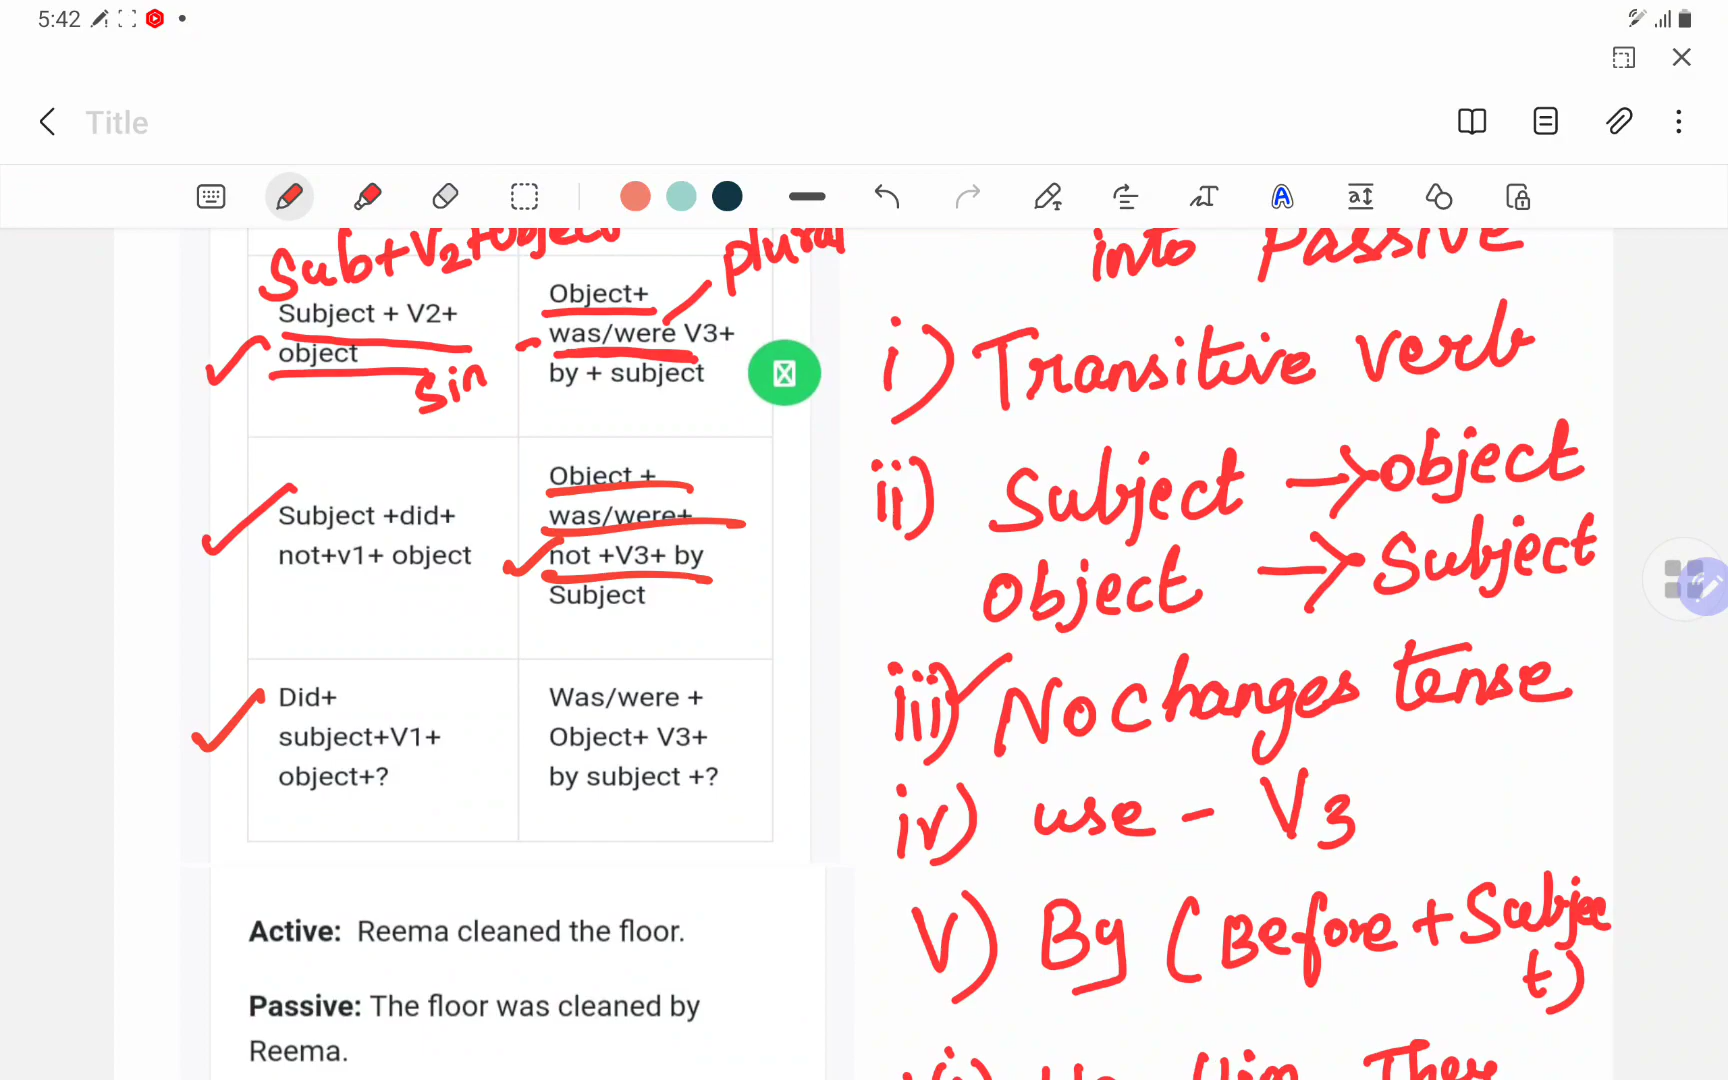 5:42
Title
Sub+V2+Object
plural
into Passive
Subject + V2+
object
sin
Object+
was/were V3+
by + subject
i) Transitive verb
ii) Subject → object
object → Subject
Subject +did+
not+v1+ object
Object +
was/were+
not +V3+ by
Subject
iii) No changes tense
Did+
subject+V1+
object+?
Was/were +
Object+ V3+
by subject +?
iv) use - V3
V) By (Before + Subjec
t)
Active: Reema cleaned the floor.
Passive: The floor was cleaned by
Reema.